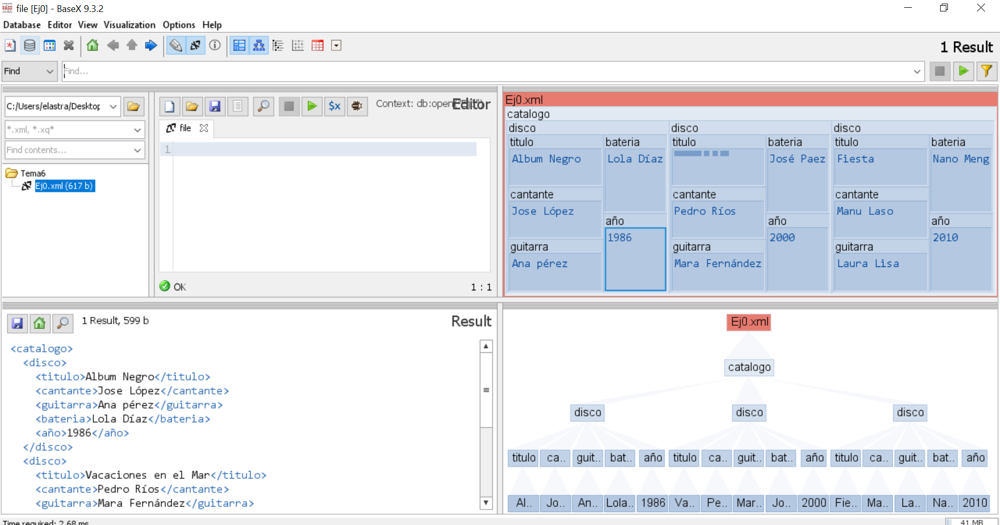 file [Ej0] - BaseX 9.3.2
Database Editor View Visualization Options Help
1 Result
Find
Find...
C:/Users/elastra/Desktop
*.xml, *.xq*
Find contents...
Tema6
Ej0.xml (617 b)
$x
Context: db:open
Editor
file
1
OK
1 : 1
Ej0.xml
catalogo
disco disco disco
titulo bateria titulo bateria titulo bateria
Album Negro Lola Díaz José Paez Fiesta Nano Meng
cantante cantante cantante
Jose López Pedro Ríos Manu Laso
año año año
1986 2000 2010
guitarra guitarra guitarra
Ana pérez Mara Fernández Laura Lisa
1 Result, 599 b
Result
<catalogo>
<disco>
<titulo>Album Negro</titulo>
<cantante>Jose López</cantante>
<guitarra>Ana pérez</guitarra>
<bateria>Lola Díaz</bateria>
<año>1986</año>
</disco>
<disco>
<titulo>Vacaciones en el Mar</titulo>
<cantante>Pedro Ríos</cantante>
<guitarra>Mara Fernández</guitarra>
Ej0.xml
catalogo
disco disco disco
titulo ca.. guit.. bat.. año titulo ca.. guit.. bat.. año titulo ca.. guit.. bat.. año
Al.. Jo.. An.. Lola.. 1986 Va.. Pe.. Mar.. Jo.. 2000 Fie.. Ma.. La.. Na.. 2010
Time required: 2.68 ms
41 MB